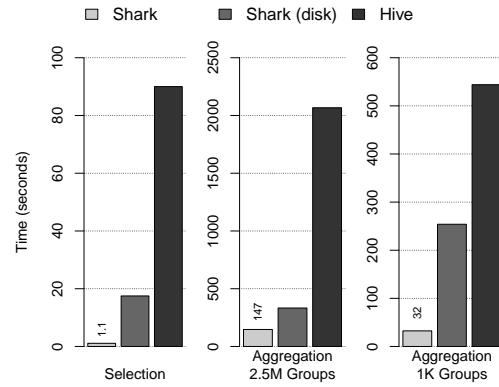 Shark Shark (disk) Hive
Time (seconds)
0 20 40 60 80 100
1.1
Selection
0 500 1000 1500 2000 2500
147
Aggregation
2.5M Groups
0 100 200 300 400 500 600
32
Aggregation
1K Groups